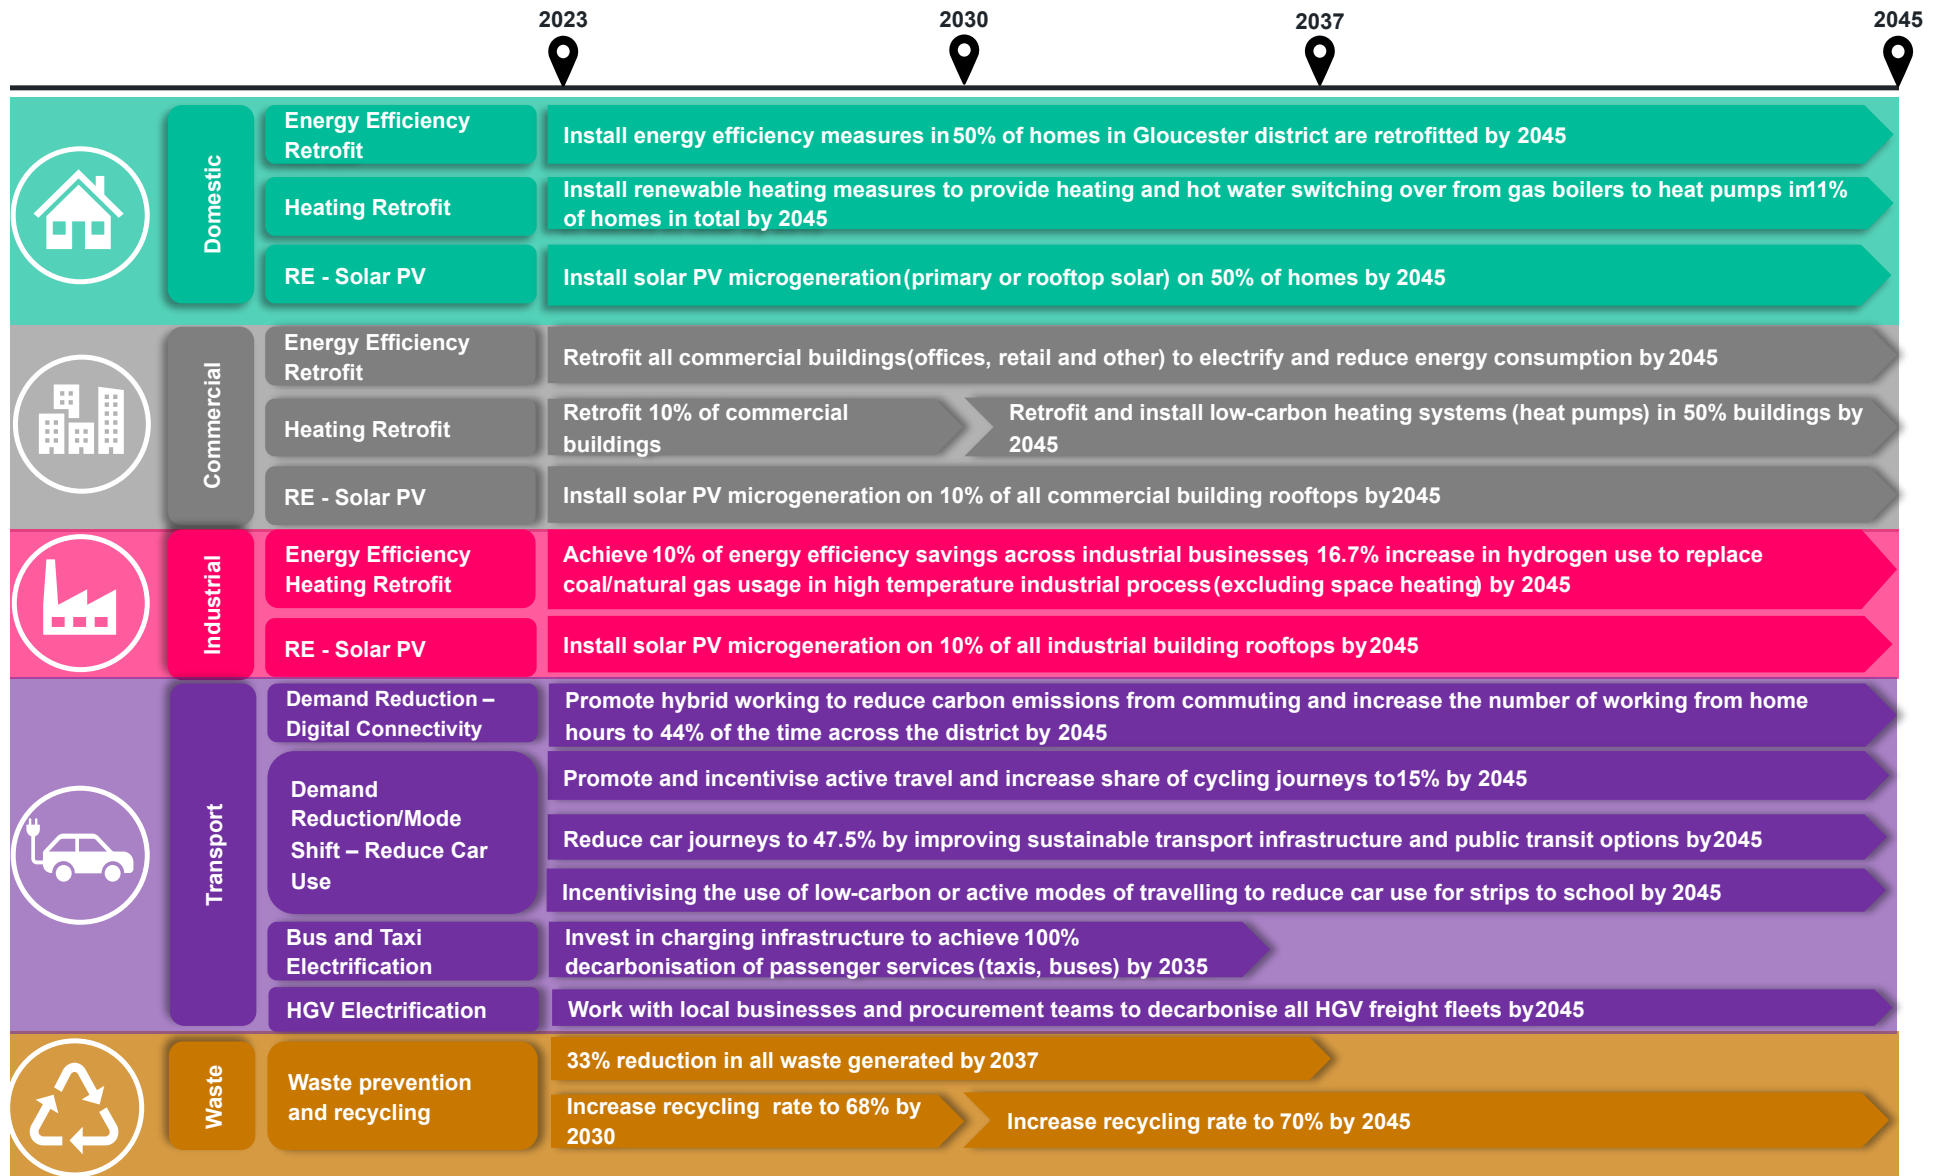 2023
2030
2037
2045
Domestic
Energy Efficiency
Retrofit
Install energy efficiency measures in 50% of homes in Gloucester district are retrofitted by 2045
Heating Retrofit
Install renewable heating measures to provide heating and hot water switching over from gas boilers to heat pumps in 11%
of homes in total by 2045
RE - Solar PV
Install solar PV microgeneration (primary or rooftop solar) on 50% of homes by 2045
Commercial
Energy Efficiency
Retrofit
Retrofit all commercial buildings (offices, retail and other) to electrify and reduce energy consumption by 2045
Heating Retrofit
Retrofit 10% of commercial
buildings
Retrofit and install low-carbon heating systems (heat pumps) in 50% buildings by
2045
RE - Solar PV
Install solar PV microgeneration on 10% of all commercial building rooftops by 2045
Industrial
Energy Efficiency
Heating Retrofit
Achieve 10% of energy efficiency savings across industrial businesses, 16.7% increase in hydrogen use to replace
coal/natural gas usage in high temperature industrial process (excluding space heating) by 2045
RE - Solar PV
Install solar PV microgeneration on 10% of all industrial building rooftops by 2045
Transport
Demand Reduction –
Digital Connectivity
Promote hybrid working to reduce carbon emissions from commuting and increase the number of working from home
hours to 44% of the time across the district by 2045
Demand
Reduction/Mode
Shift – Reduce Car
Use
Promote and incentivise active travel and increase share of cycling journeys to 15% by 2045
Reduce car journeys to 47.5% by improving sustainable transport infrastructure and public transit options by 2045
Incentivising the use of low-carbon or active modes of travelling to reduce car use for strips to school by 2045
Bus and Taxi
Electrification
Invest in charging infrastructure to achieve 100%
decarbonisation of passenger services (taxis, buses) by 2035
HGV Electrification
Work with local businesses and procurement teams to decarbonise all HGV freight fleets by 2045
Waste
Waste prevention
and recycling
33% reduction in all waste generated by 2037
Increase recycling rate to 68% by
2030
Increase recycling rate to 70% by 2045